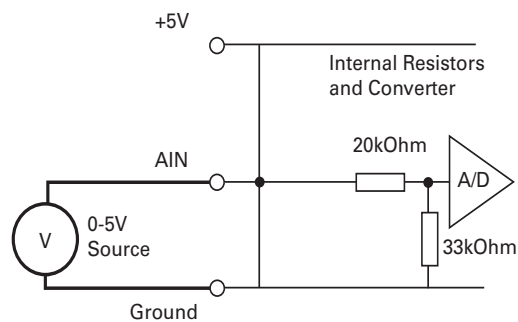 +5V
Internal Resistors
and Converter
20kOhm
AIN
A/D
V
0-5V
Source
33kOhm
Ground